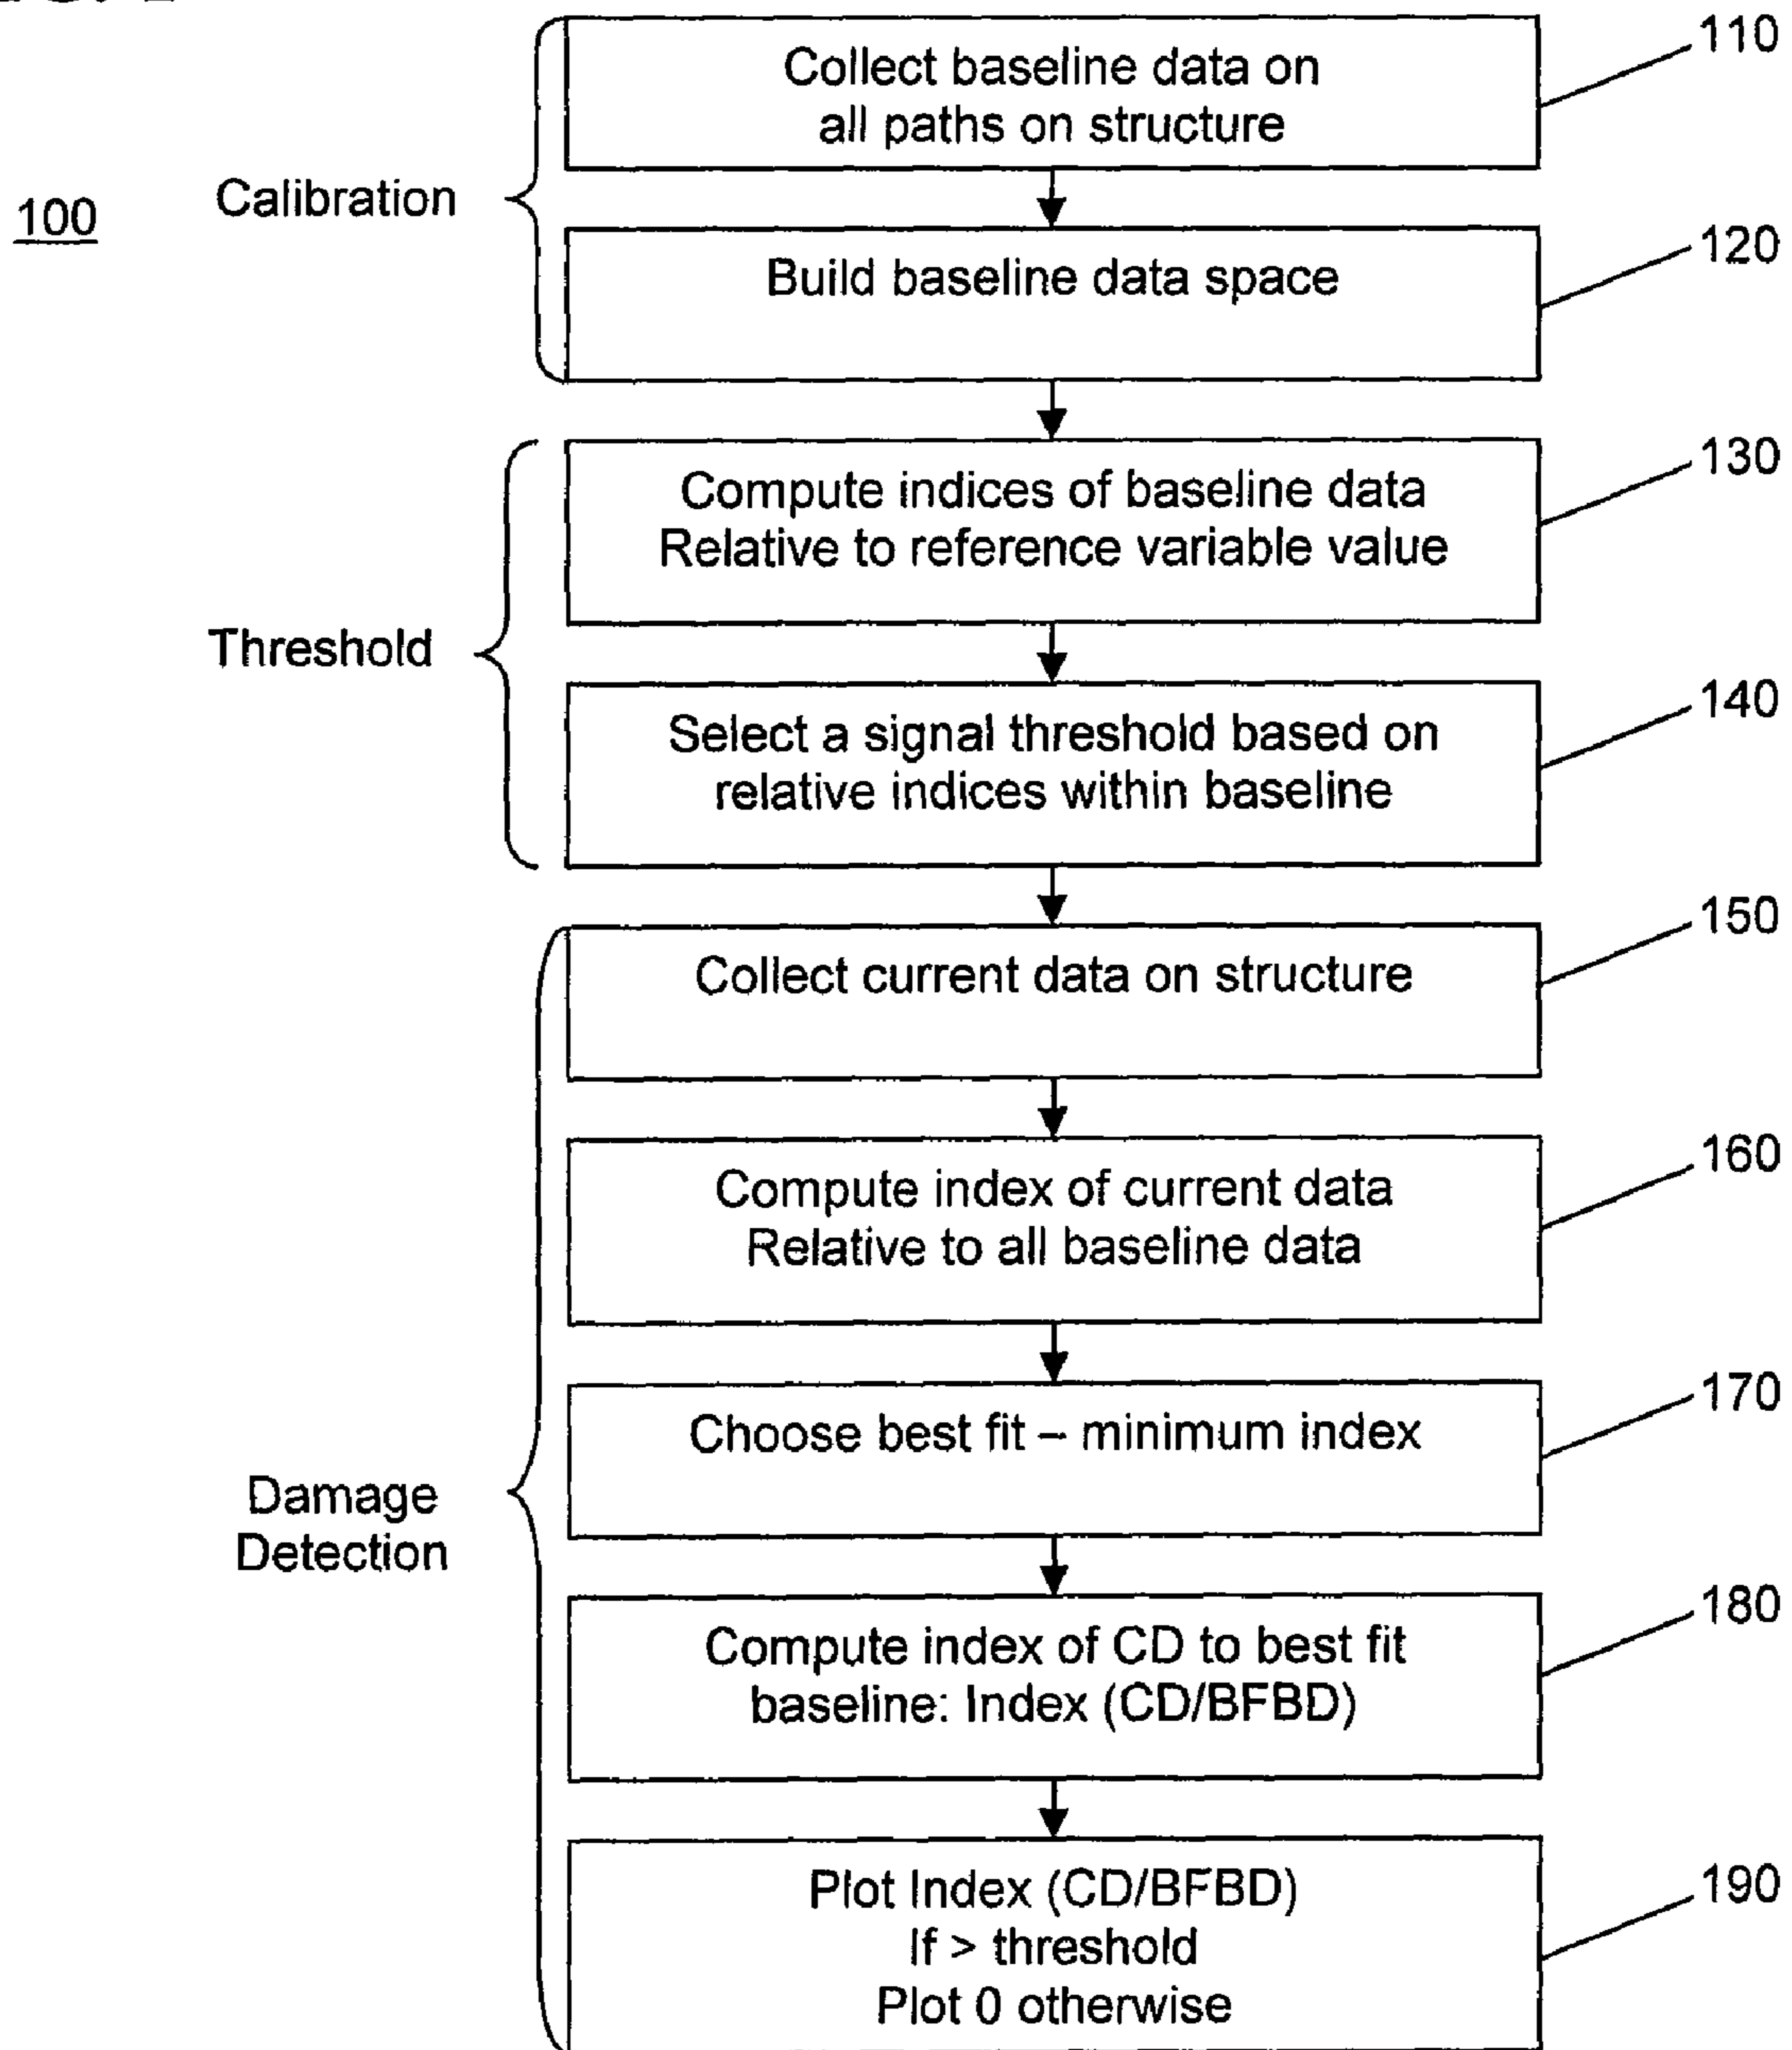 100
Calibration
Collect baseline data on
all paths on structure
110
Build baseline data space
120
Threshold
Compute indices of baseline data
Relative to reference variable value
130
Select a signal threshold based on
relative indices within baseline
140
Damage
Detection
Collect current data on structure
150
Compute index of current data
Relative to all baseline data
160
Choose best fit – minimum index
170
Compute index of CD to best fit
baseline: Index (CD/BFBD)
180
Plot Index (CD/BFBD)
If > threshold
Plot 0 otherwise
190